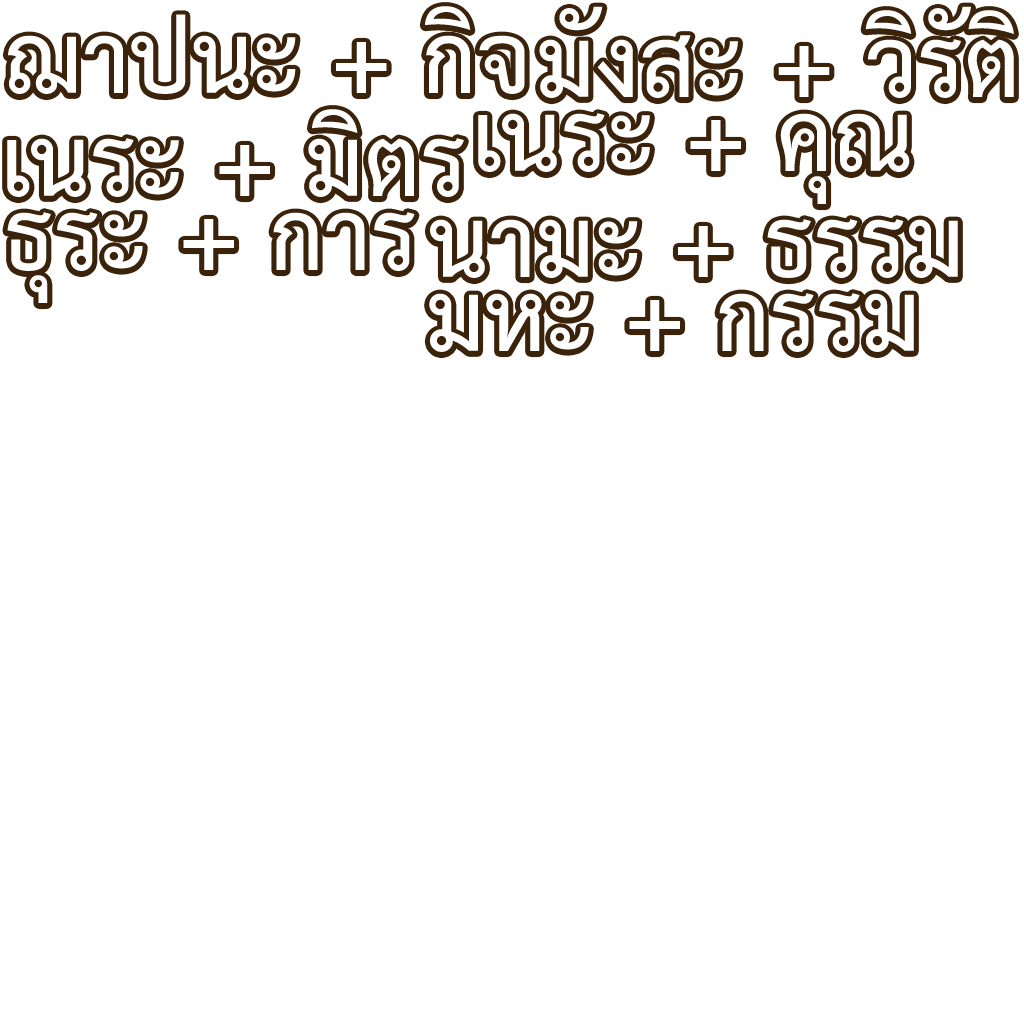 ฌาปนะ + กิจ
มังสะ + วิรัติ
เนระ + มิตร
เนระ + คุณ
ธุระ + การ
นามะ + ธรรม
มหะ + กรรม